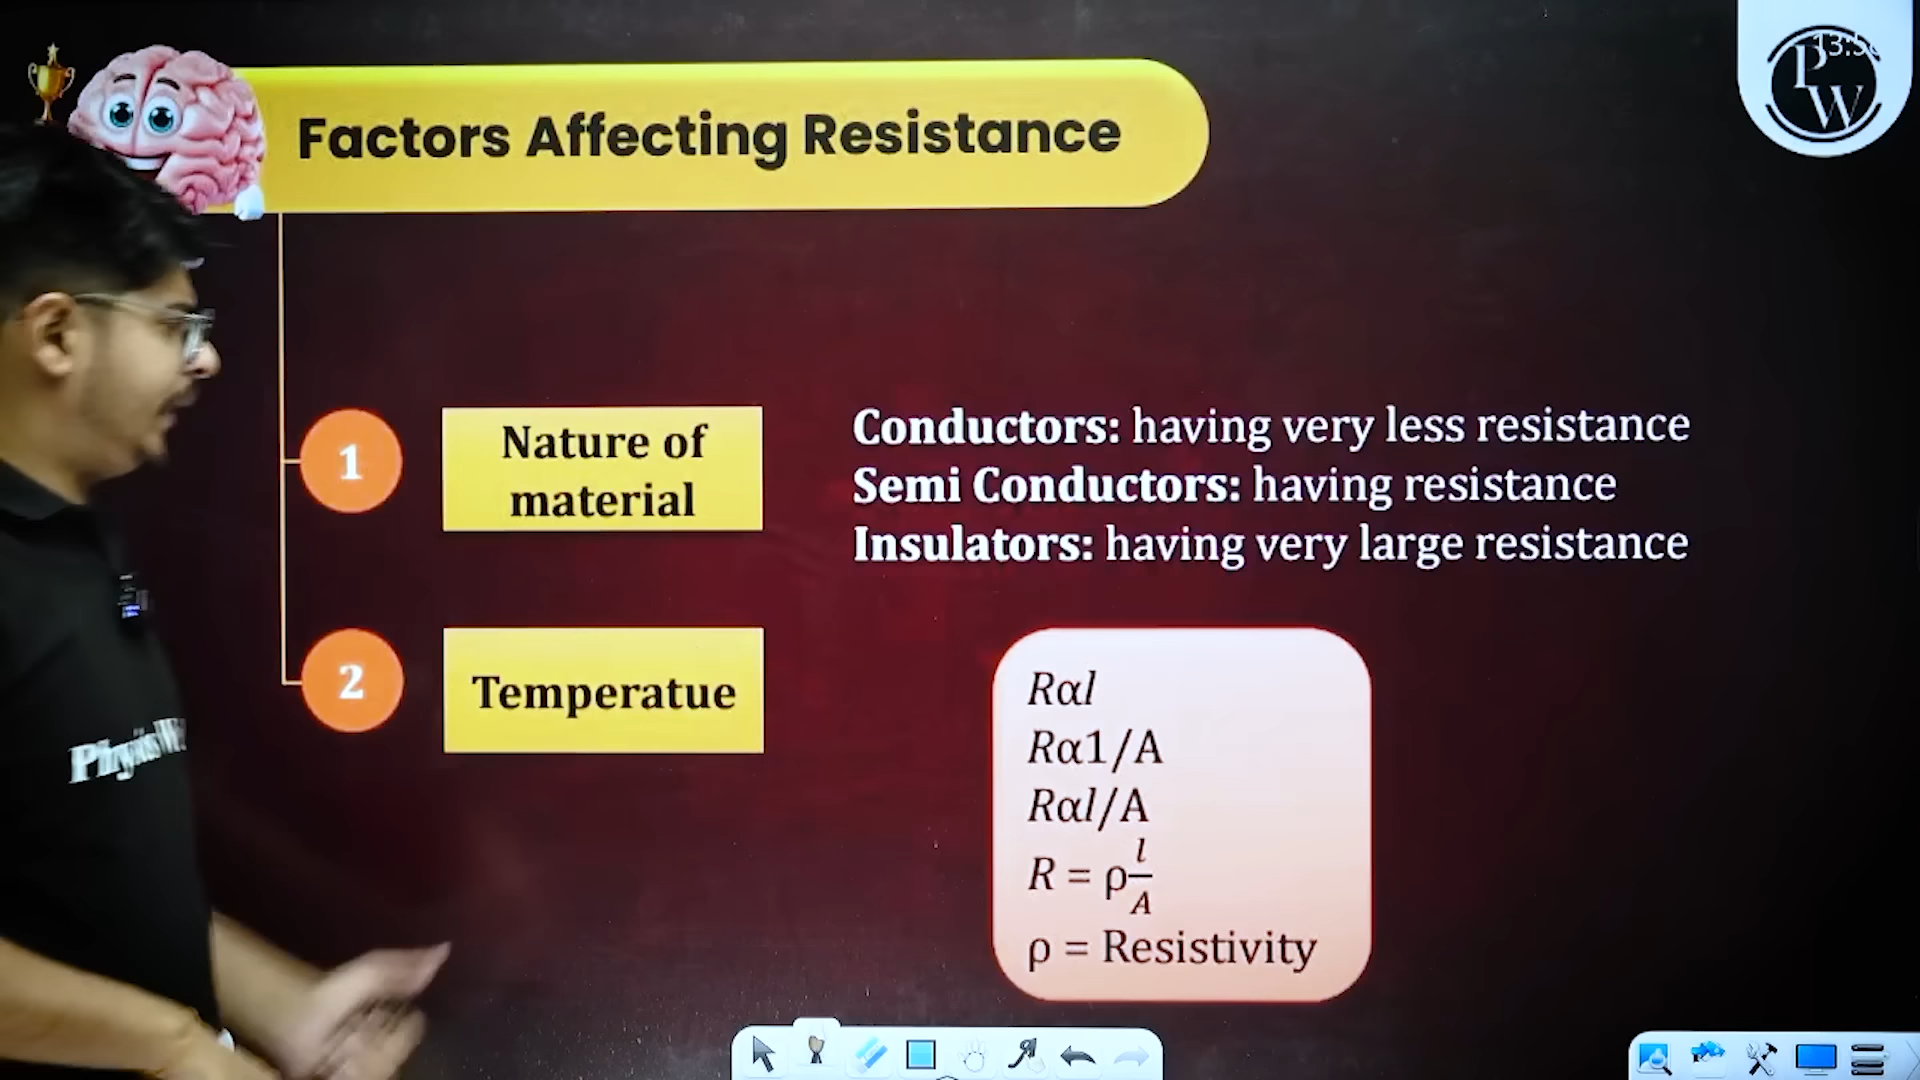 Factors Affecting Resistance
PW
1
Nature of
material
Conductors: having very less resistance
Semi Conductors: having resistance
Insulators: having very large resistance
2
Temperatue
Rαl
Rα1/A
Rαl/A
R = ρ l/A
ρ = Resistivity